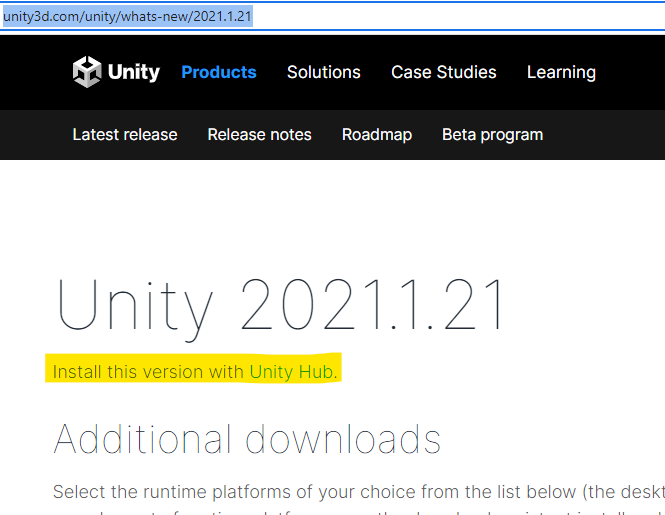 unity3d.com/unity/whats-new/2021.1.21
Unity Products Solutions Case Studies Learning
Latest release Release notes Roadmap Beta program
Unity 2021.1.21
Install this version with Unity Hub.
Additional downloads
Select the runtime platforms of your choice from the list below (the